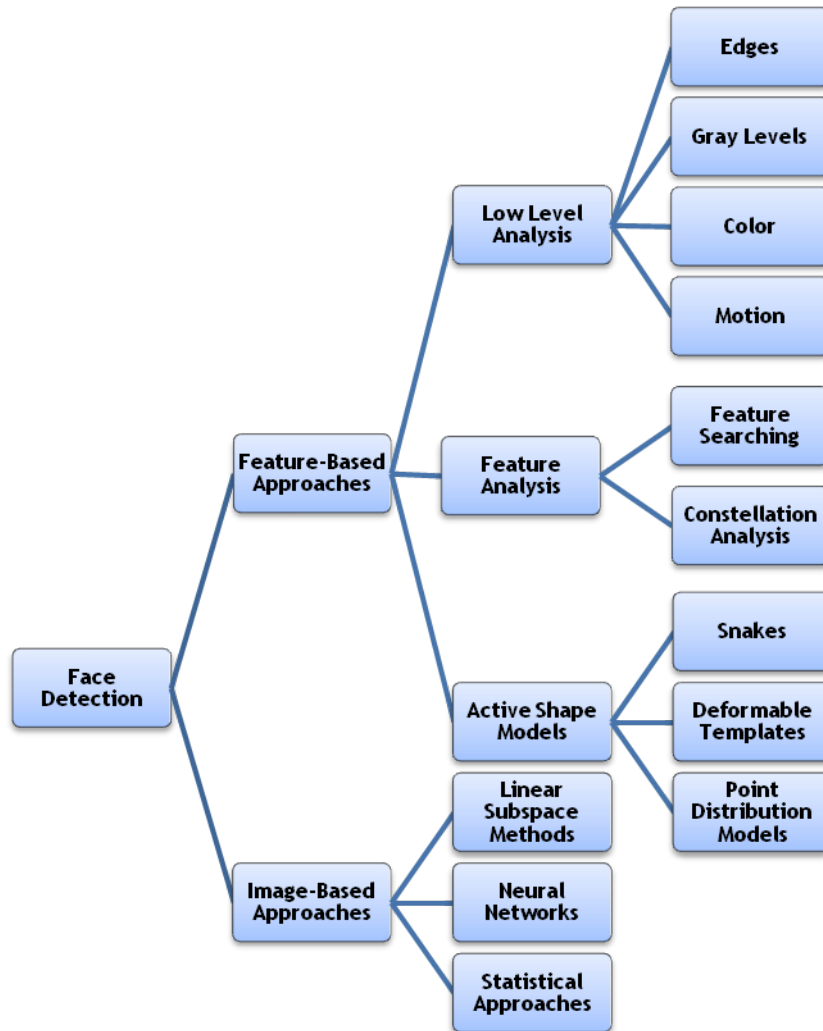 Edges
Gray Levels
Low Level
Analysis
Color
Motion
Feature
Searching
Feature-Based
Approaches
Feature
Analysis
Constellation
Analysis
Snakes
Face
Detection
Active Shape
Models
Deformable
Templates
Linear
Subspace
Methods
Point
Distribution
Models
Image-Based
Approaches
Neural
Networks
Statistical
Approaches